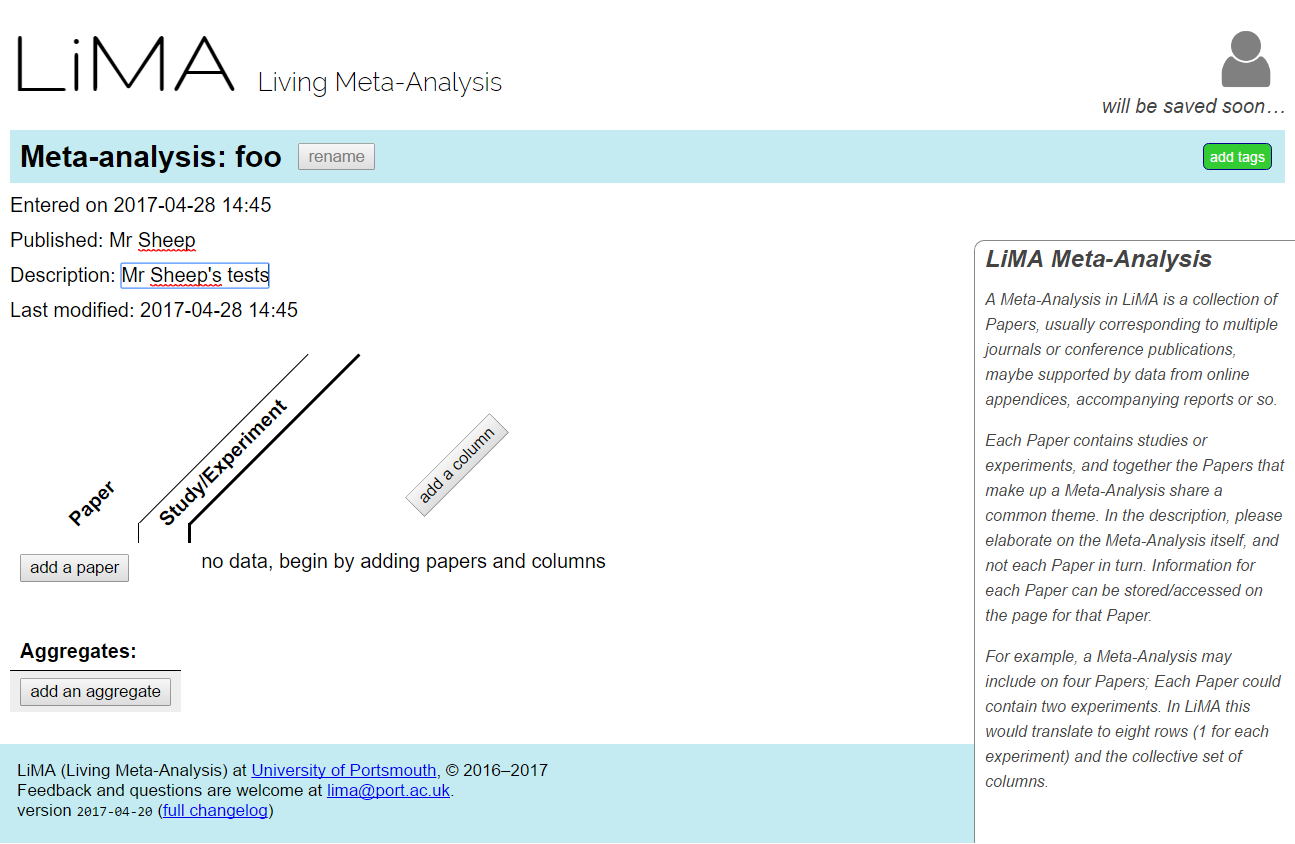 LiMA Living Meta-Analysis
will be saved soon…
Meta-analysis: foo rename add tags
Entered on 2017-04-28 14:45
Published: Mr Sheep
Description: Mr Sheep's tests
Last modified: 2017-04-28 14:45
Paper
Study/Experiment
add a column
add a paper
no data, begin by adding papers and columns
Aggregates:
add an aggregate
LiMA Meta-Analysis
A Meta-Analysis in LiMA is a collection of
Papers, usually corresponding to multiple
journals or conference publications,
maybe supported by data from online
appendices, accompanying reports or so.
Each Paper contains studies or
experiments, and together the Papers that
make up a Meta-Analysis share a
common theme. In the description, please
elaborate on the Meta-Analysis itself, and
not each Paper in turn. Information for
each Paper can be stored/accessed on
the page for that Paper.
For example, a Meta-Analysis may
include on four Papers; Each Paper could
contain two experiments. In LiMA this
would translate to eight rows (1 for each
experiment) and the collective set of
columns.
LiMA (Living Meta-Analysis) at University of Portsmouth, © 2016–2017
Feedback and questions are welcome at lima@port.ac.uk.
version 2017-04-20 (full changelog)